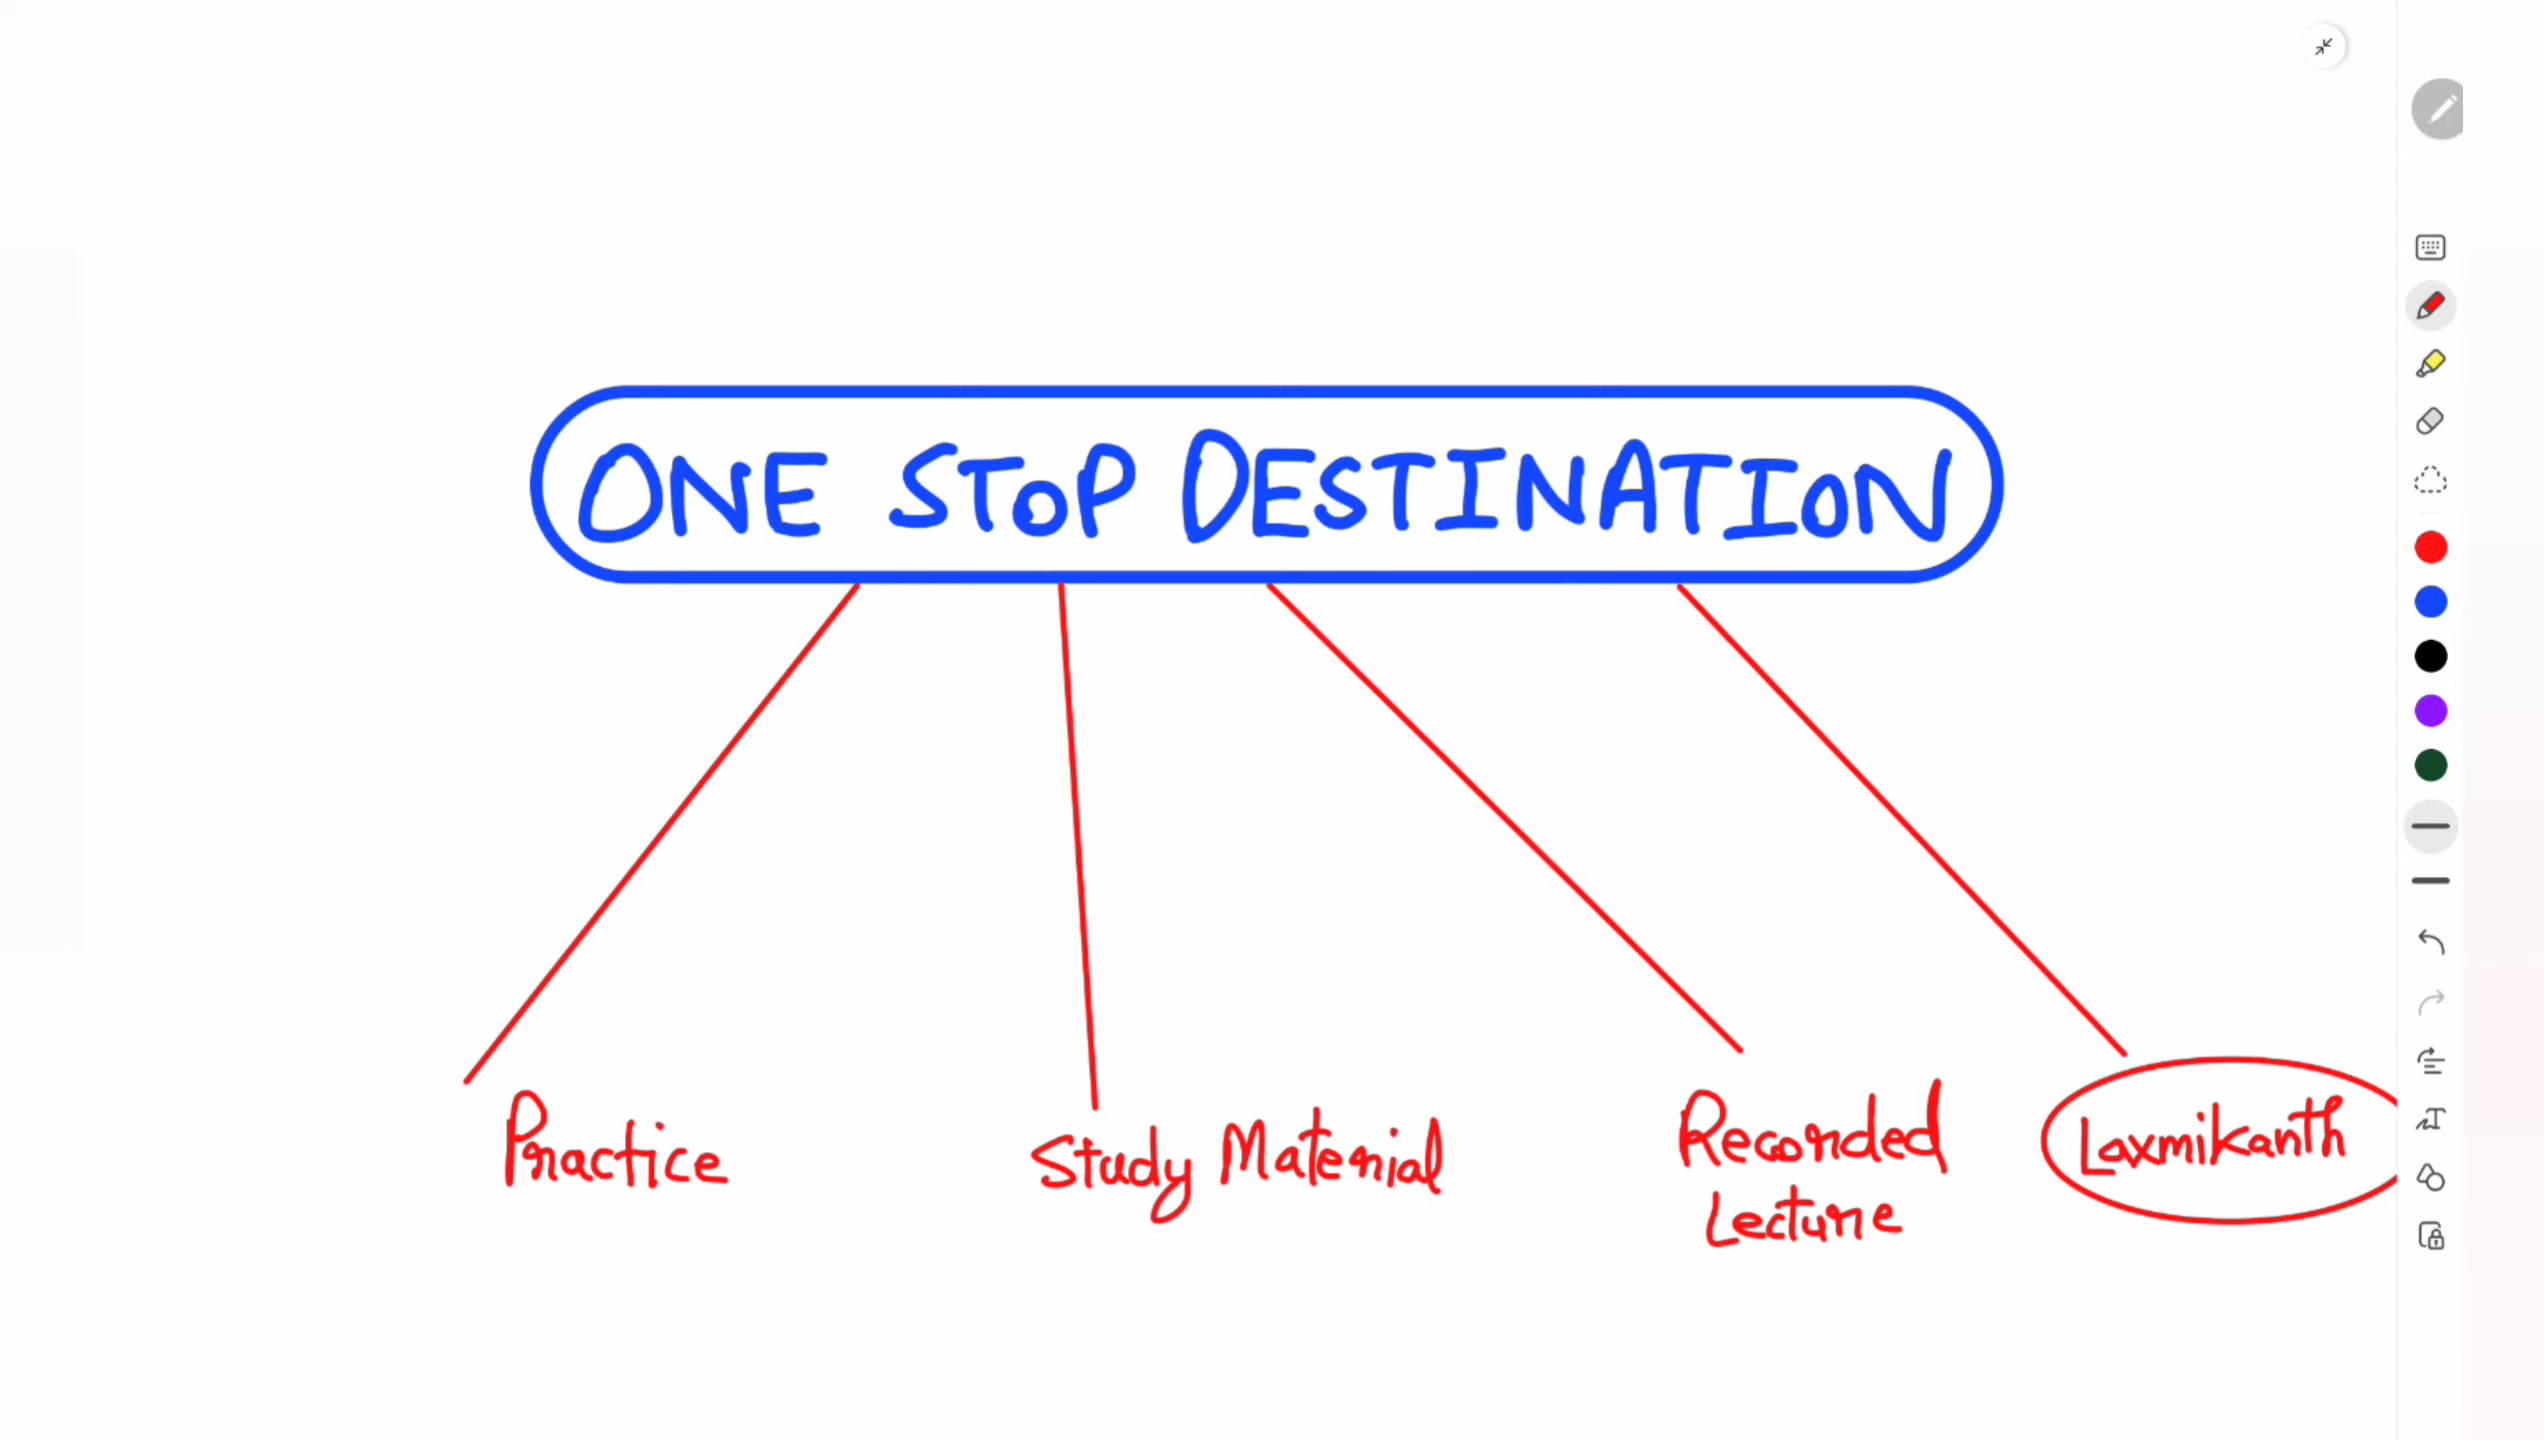 ONE STOP DESTINATION
Practice
Study Material
Recorded
Lecture
Laxmikanth